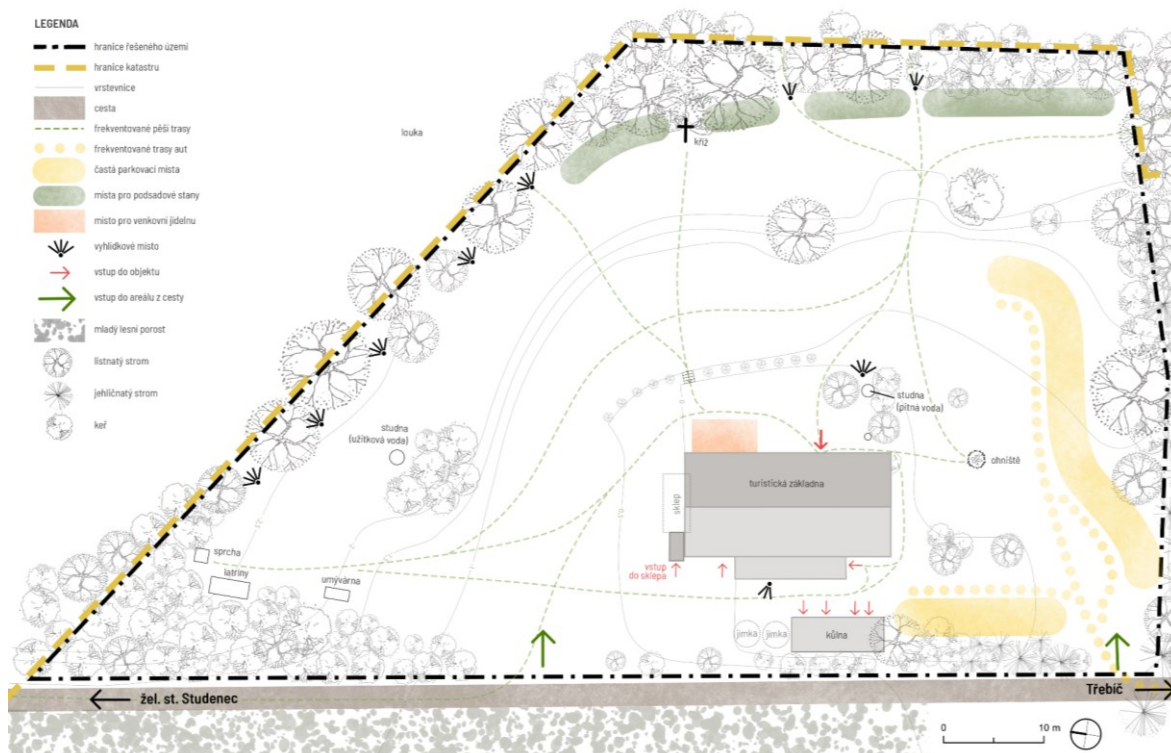 LEGENDA
hranice řešeného území
hranice katastru
vrstevnice
cesta
frekventované pěší trasy
frekventované trasy aut
častá parkovací místa
místa pro podsadové stany
místo pro venkovní jídelnu
vyhlídkové místo
vstup do objektu
vstup do areálu z cesty
mladý lesní porost
listnatý strom
jehličnatý strom
keř
louka
kříž
studna
(užitková voda)
studna
(pitná voda)
ohniště
turistická základna
sklep
vstup
do sklepa
sprcha
latríny
umývárna
jímka
jímka
kůlna
žel. st. Studenec
Třebíč
0
10 m